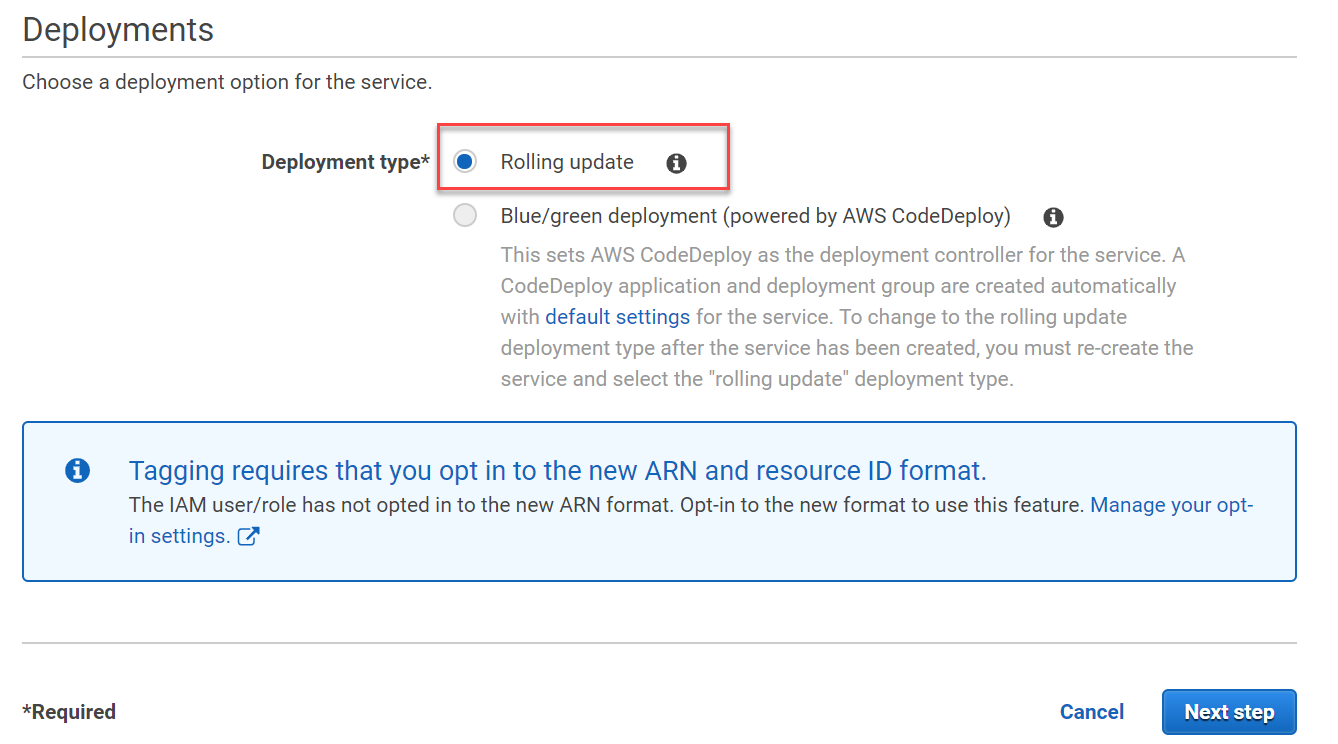 Deployments
Choose a deployment option for the service.
Deployment type* Rolling update
Blue/green deployment (powered by AWS CodeDeploy)
This sets AWS CodeDeploy as the deployment controller for the service. A
CodeDeploy application and deployment group are created automatically
with default settings for the service. To change to the rolling update
deployment type after the service has been created, you must re-create the
service and select the "rolling update" deployment type.
Tagging requires that you opt in to the new ARN and resource ID format.
The IAM user/role has not opted in to the new ARN format. Opt-in to the new format to use this feature. Manage your opt-
in settings.
*Required Cancel Next step